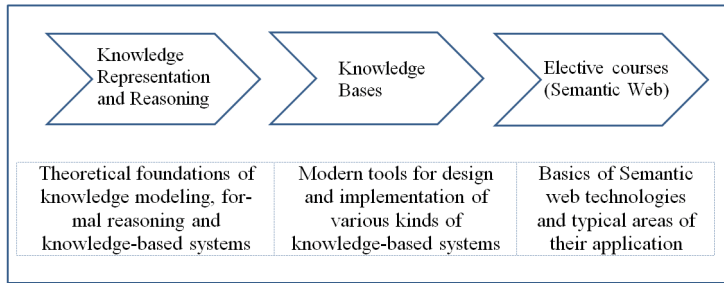 Knowledge
Representation
and Reasoning
Knowledge
Bases
Elective courses
(Semantic Web)
Theoretical foundations of
knowledge modeling, for-
mal reasoning and
knowledge-based systems
Modern tools for design
and implementation of
various kinds of
knowledge-based systems
Basics of Semantic
web technologies
and typical areas of
their application